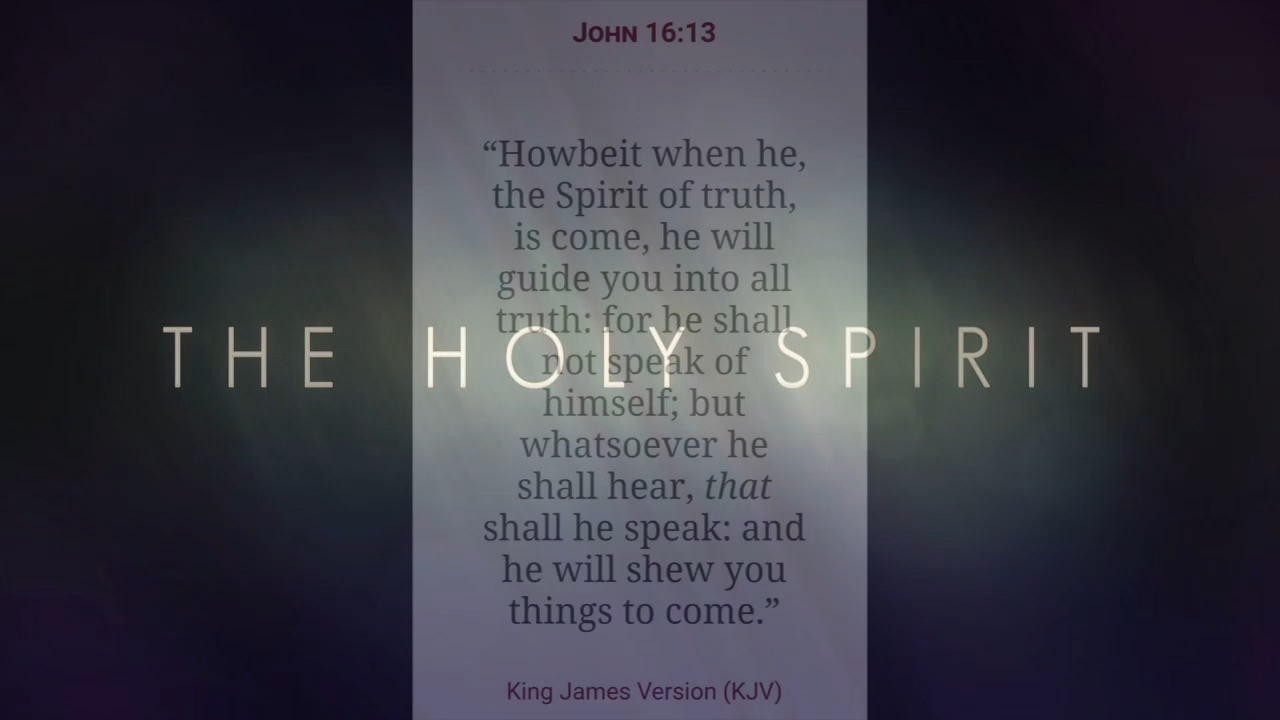 John 16:13
“Howbeit when he,
the Spirit of truth,
is come, he will
guide you into all
truth: for he shall
THE HOLY SPIRIT
not speak of
himself; but
whatsoever he
shall hear, that
shall he speak: and
he will shew you
things to come.”
King James Version (KJV)